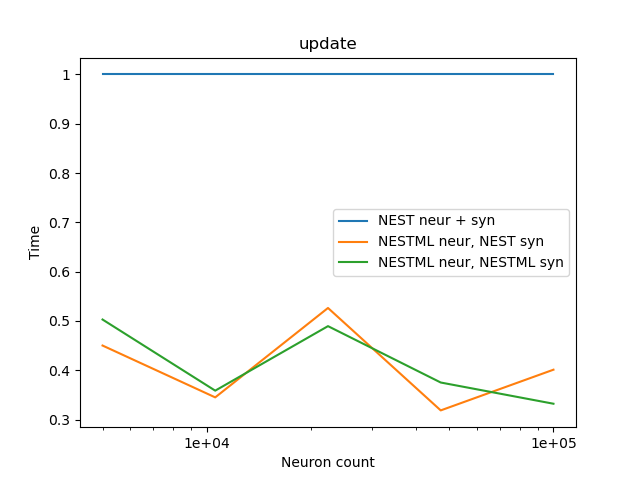 update
1
0.9
0.8
0.7
0.6
0.5
0.4
0.3
Time
NEST neur + syn
NESTML neur, NEST syn
NESTML neur, NESTML syn
1e+04
1e+05
Neuron count